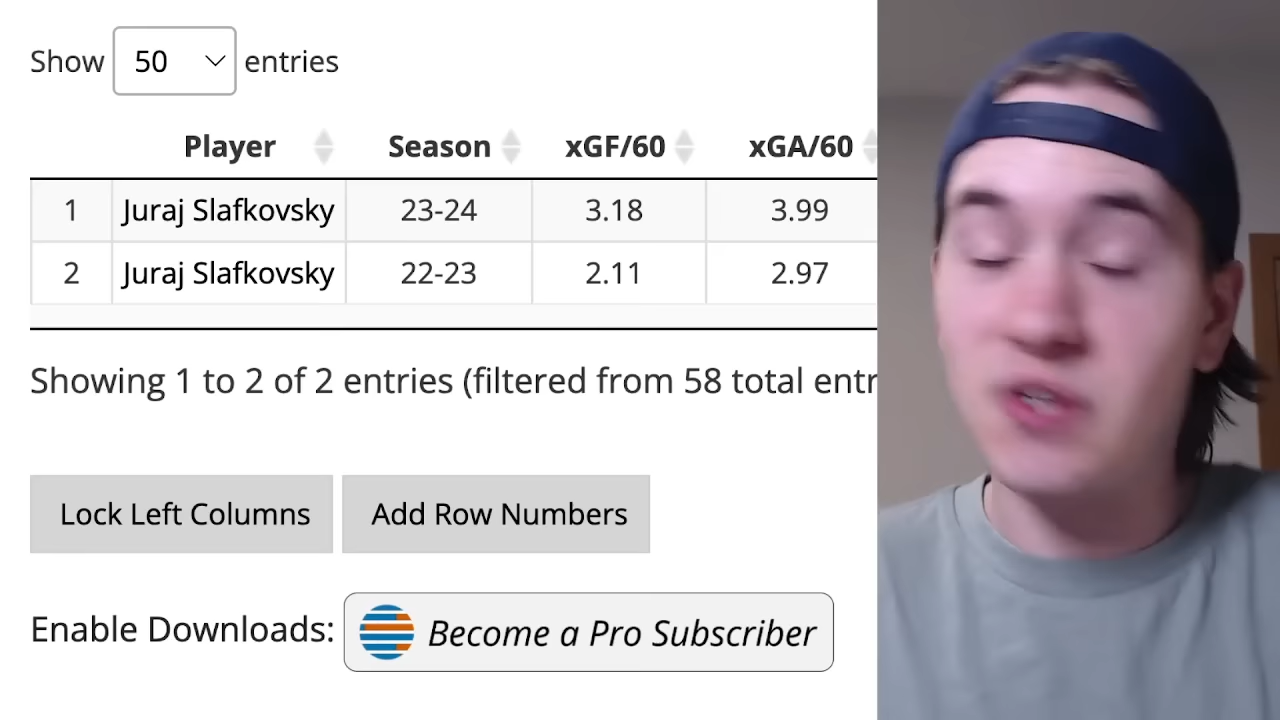 Show 50 entries
Player Season xGF/60 xGA/60
1 Juraj Slafkovsky 23-24 3.18 3.99
2 Juraj Slafkovsky 22-23 2.11 2.97
Showing 1 to 2 of 2 entries (filtered from 58 total entr
Lock Left Columns Add Row Numbers
Enable Downloads: Become a Pro Subscriber